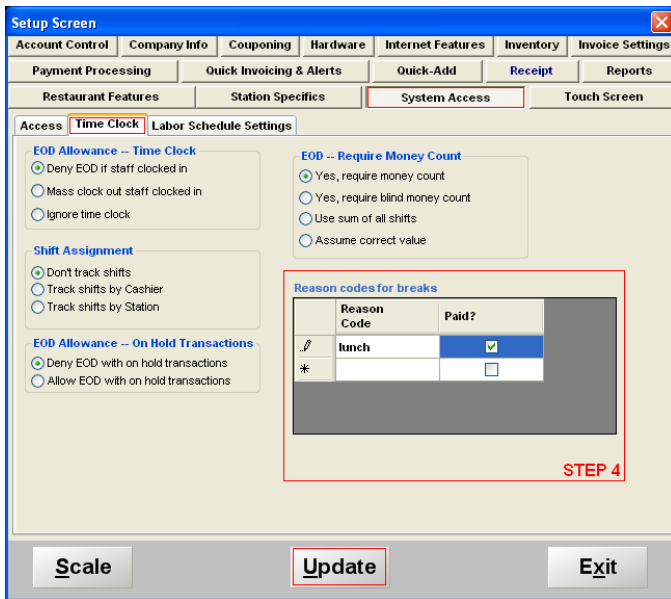 Setup Screen
Account Control Company Info Couponing Hardware Internet Features Inventory Invoice Settings
Payment Processing Quick Invoicing & Alerts Quick-Add Receipt Reports
Restaurant Features Station Specifics System Access Touch Screen
Access Time Clock Labor Schedule Settings
EOD Allowance -- Time Clock
Deny EOD if staff clocked in
Mass clock out staff clocked in
Ignore time clock
EOD -- Require Money Count
Yes, require money count
Yes, require blind money count
Use sum of all shifts
Assume correct value
Shift Assignment
Don't track shifts
Track shifts by Cashier
Track shifts by Station
EOD Allowance -- On Hold Transactions
Deny EOD with on hold transactions
Allow EOD with on hold transactions
Reason codes for breaks
Reason
Code
Paid?
lunch
STEP 4
Scale Update Exit